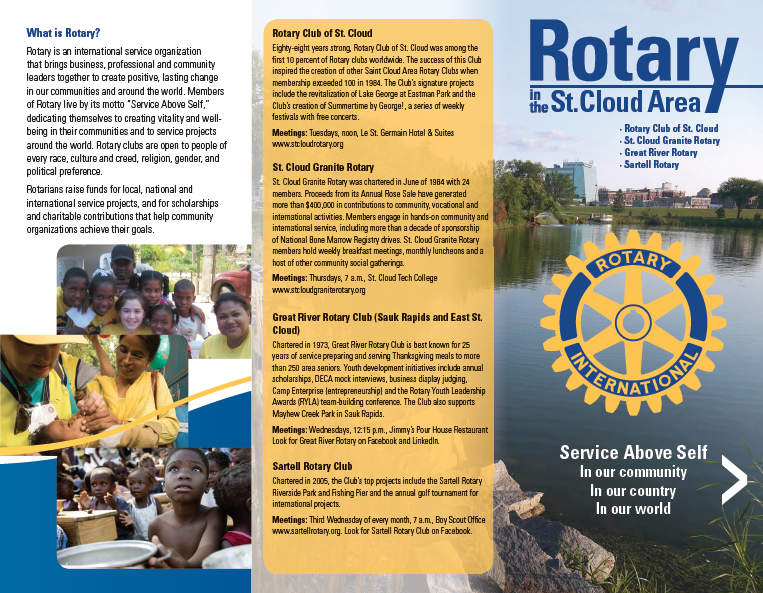 What is Rotary?
Rotary is an international service organization
that brings business, professional and community
leaders together to create positive, lasting change
in our communities and around the world. Members
of Rotary live by its motto “Service Above Self,”
dedicating themselves to creating vitality and well-
being in their communities and to service projects
around the world. Rotary clubs are open to people of
every race, culture and creed, religion, gender, and
political preference.
Rotarians raise funds for local, national and
international service projects, and for scholarships
and charitable contributions that help community
organizations achieve their goals.
Rotary Club of St. Cloud
Eighty-eight years strong, Rotary Club of St. Cloud was among the
first 10 percent of Rotary clubs worldwide. The success of this Club
inspired the creation of other Saint Cloud Area Rotary Clubs when
membership exceeded 100 in 1984. The Club’s signature projects
include the revitalization of Lake George at Eastman Park and the
Club’s creation of Summertime by George!, a series of weekly
festivals with free concerts.
Meetings: Tuesdays, noon, Le St. Germain Hotel & Suites
www.stcloudrotary.org
St. Cloud Granite Rotary
St. Cloud Granite Rotary was chartered in June of 1984 with 24
members. Proceeds from its Annual Rose Sale have generated
more than $400,000 in contributions to community, vocational and
international activities. Members engage in hands-on community and
international service, including more than a decade of sponsorship
of National Bone Marrow Registry drives. St. Cloud Granite Rotary
members hold weekly breakfast meetings, monthly luncheons and a
host of other community social gatherings.
Meetings: Thursdays, 7 a.m., St. Cloud Tech College
www.stcloudgraniterotary.org
Great River Rotary Club (Sauk Rapids and East St.
Cloud)
Chartered in 1973, Great River Rotary Club is best known for 25
years of service preparing and serving Thanksgiving meals to more
than 250 area seniors. Youth development initiatives include annual
scholarships, DECA mock interviews, business display judging,
Camp Enterprise (entrepreneurship) and the Rotary Youth Leadership
Awards (RYLA) team-building conference. The Club also supports
Mayhew Creek Park in Sauk Rapids.
Meetings: Wednesdays, 12:15 p.m., Jimmy’s Pour House Restaurant
Look for Great River Rotary on Facebook and LinkedIn.
Sartell Rotary Club
Chartered in 2005, the Club’s top projects include the Sartell Rotary
Riverside Park and Fishing Pier and the annual golf tournament for
international projects.
Meetings: Third Wednesday of every month, 7 a.m., Boy Scout Office
www.sartellrotary.org. Look for Sartell Rotary Club on Facebook.
Rotary
in the St. Cloud Area
· Rotary Club of St. Cloud
· St. Cloud Granite Rotary
· Great River Rotary
· Sartell Rotary
ROTARY
INTERNATIONAL
Service Above Self
In our community
In our country
In our world